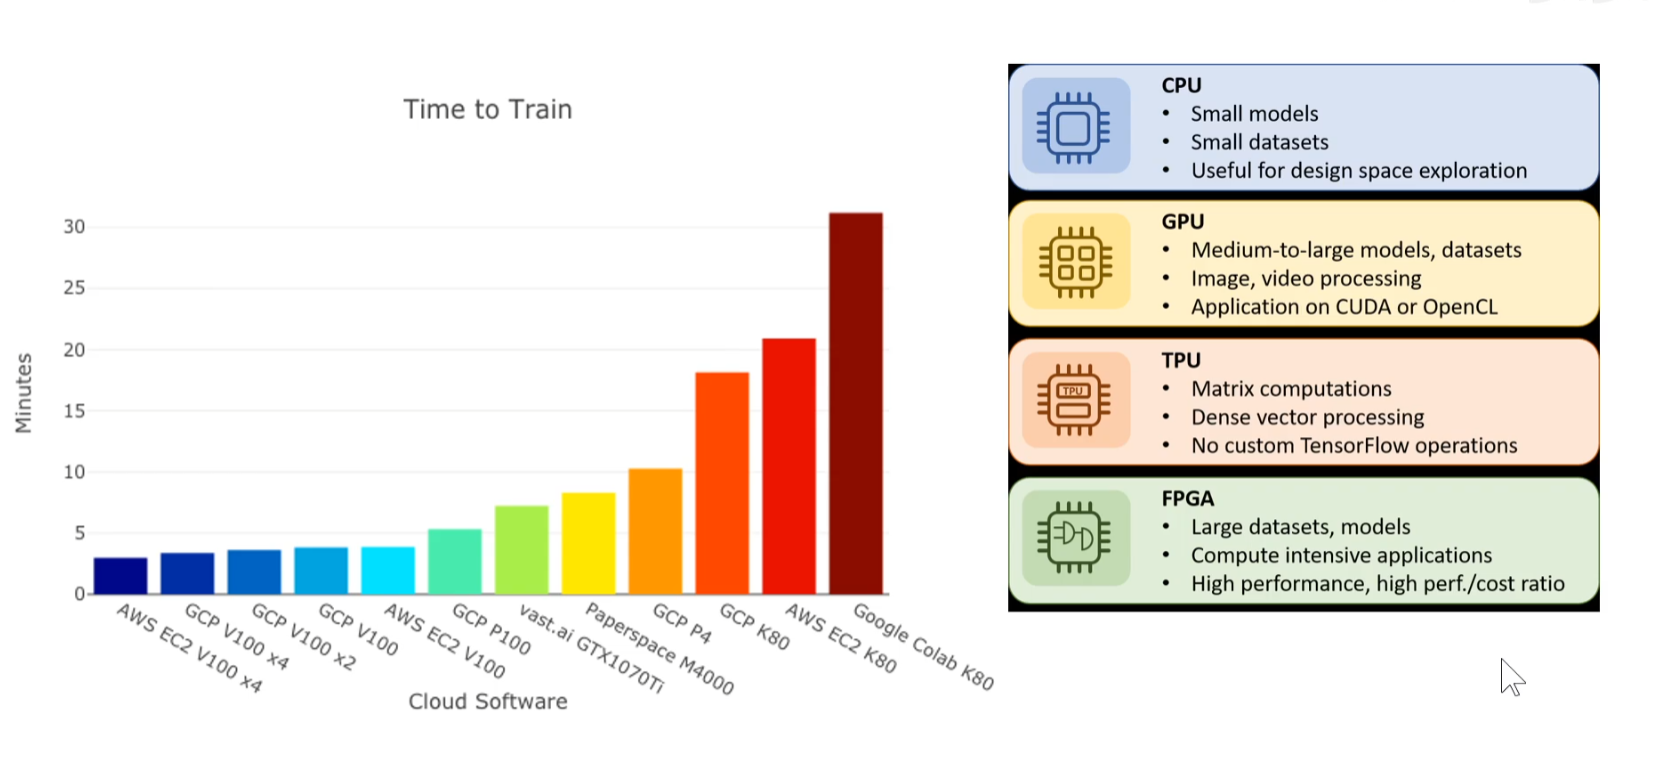 Time to Train
Minutes
30
25
20
15
10
5
0
AWS EC2 V100 x4
GCP V100 x4
GCP V100 x2
GCP V100
AWS EC2 V100
GCP P100
vast.ai GTX1070Ti
Paperspace M4000
GCP P4
GCP K80
AWS EC2 K80
Google Colab K80
Cloud Software
CPU
• Small models
• Small datasets
• Useful for design space exploration
GPU
• Medium-to-large models, datasets
• Image, video processing
• Application on CUDA or OpenCL
TPU
TPU
• Matrix computations
• Dense vector processing
• No custom TensorFlow operations
FPGA
• Large datasets, models
• Compute intensive applications
• High performance, high perf./cost ratio